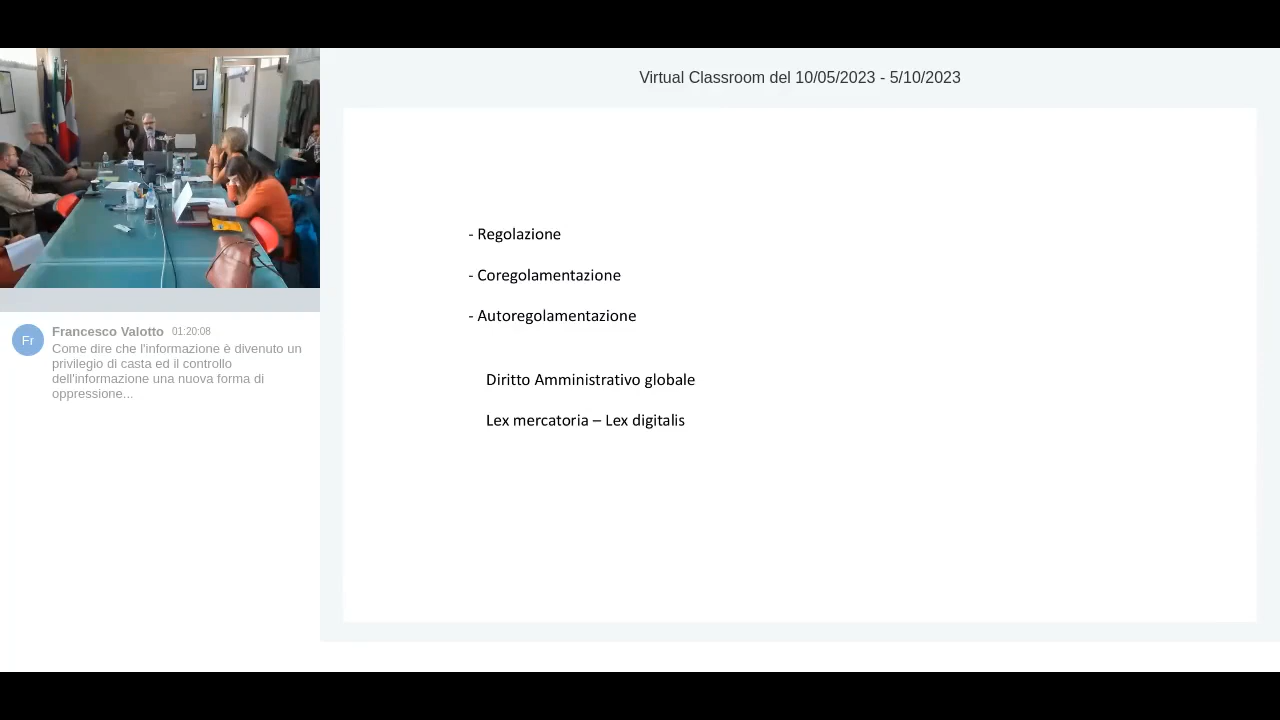 Virtual Classroom del 10/05/2023 - 5/10/2023
- Regolazione
- Coregolamentazione
- Autoregolamentazione
Diritto Amministrativo globale
Lex mercatoria – Lex digitalis
Fr
Francesco Valotto 01:20:08
Come dire che l'informazione è divenuto un
privilegio di casta ed il controllo
dell'informazione una nuova forma di
oppressione...